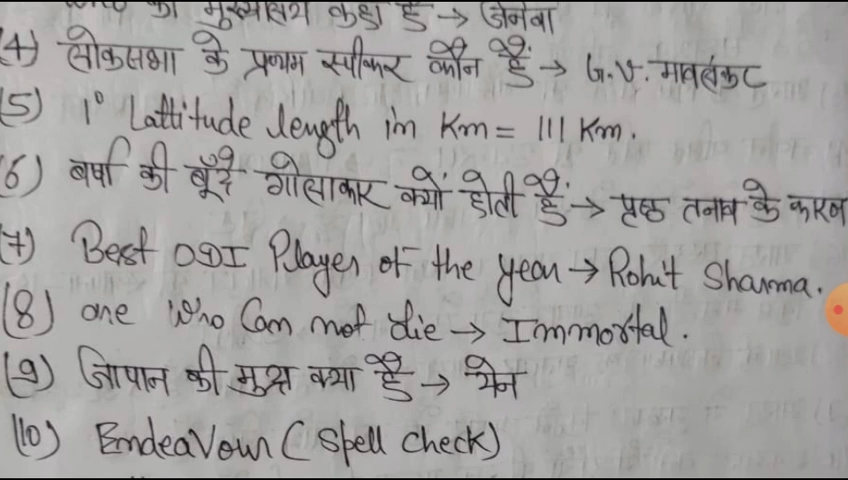 का मुख्यालय कहाँ है → जेनेवा
(4) लोकसभा के प्रथम स्पीकर कौन हैं → G.V. मावलंकर
(5) 1° Lattitude length in Km = 111 Km.
(6) बर्षा की बूँदें गोलाकार क्यों होती हैं → पृष्ठ तनाव के कारण
(7) Best ODI Player of the year → Rohit Sharma.
(8) one who Can not die → Immortal.
(9) जापान की मुद्रा क्या है → येन
(10) EndeaVour (Spell check)